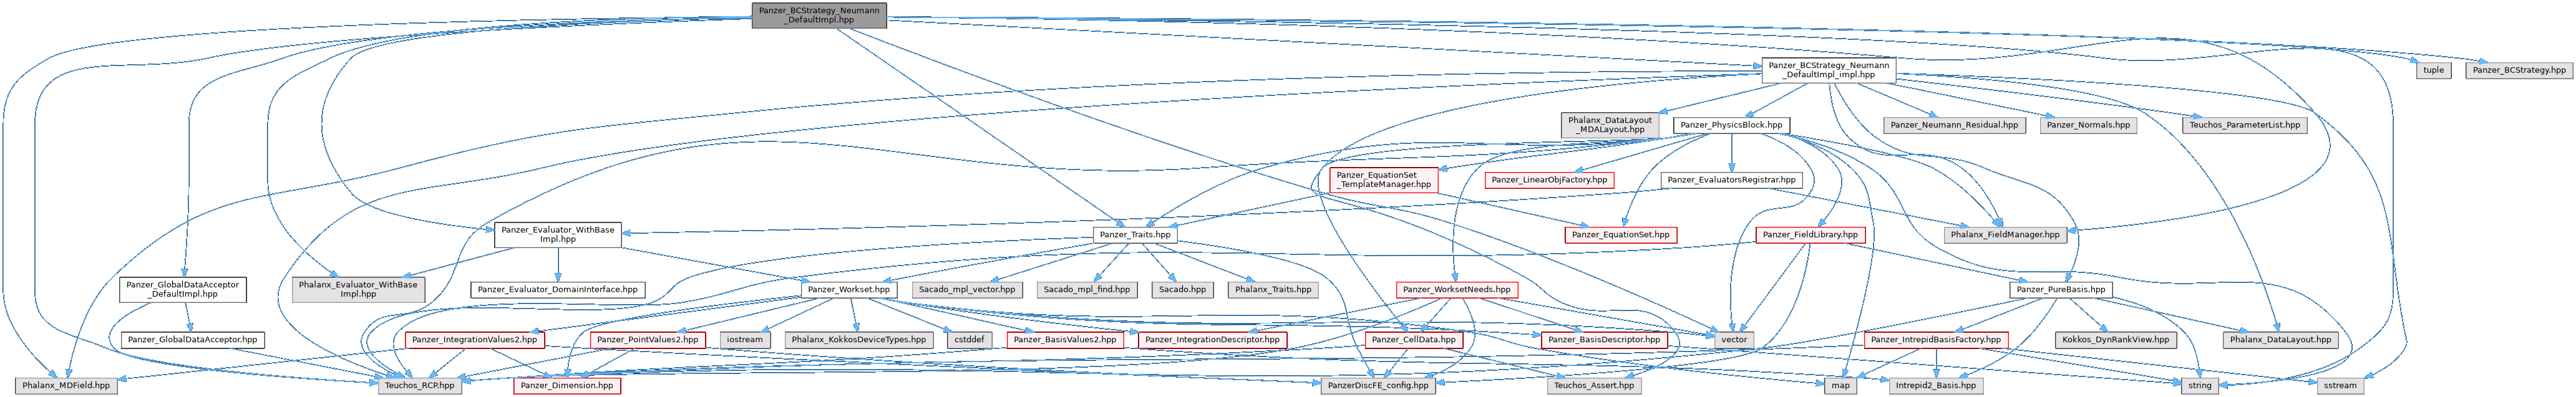 Panzer_BCStrategy_Neumann
_DefaultImpl.hpp
Panzer_BCStrategy_Neumann
_DefaultImpl_impl.hpp
tuple
Panzer_BCStrategy.hpp
Phalanx_DataLayout
_MDALayout.hpp
Panzer_PhysicsBlock.hpp
Panzer_Neumann_Residual.hpp
Panzer_Normals.hpp
Teuchos_ParameterList.hpp
Panzer_EquationSet
_TemplateManager.hpp
Panzer_LinearObjFactory.hpp
Panzer_EvaluatorsRegistrar.hpp
Panzer_Evaluator_WithBase
Impl.hpp
Panzer_Traits.hpp
Panzer_EquationSet.hpp
Panzer_FieldLibrary.hpp
Phalanx_FieldManager.hpp
Panzer_GlobalDataAcceptor
_DefaultImpl.hpp
Phalanx_Evaluator_WithBase
Impl.hpp
Panzer_Evaluator_DomainInterface.hpp
Panzer_Workset.hpp
Sacado_mpl_vector.hpp
Sacado_mpl_find.hpp
Sacado.hpp
Phalanx_Traits.hpp
Panzer_WorksetNeeds.hpp
Panzer_PureBasis.hpp
Panzer_GlobalDataAcceptor.hpp
Panzer_IntegrationValues2.hpp
Panzer_PointValues2.hpp
iostream
Phalanx_KokkosDeviceTypes.hpp
cstddef
Panzer_BasisValues2.hpp
Panzer_IntegrationDescriptor.hpp
Panzer_CellData.hpp
vector
Panzer_BasisDescriptor.hpp
Panzer_IntrepidBasisFactory.hpp
Kokkos_DynRankView.hpp
Phalanx_DataLayout.hpp
Phalanx_MDField.hpp
Teuchos_RCP.hpp
Panzer_Dimension.hpp
PanzerDiscFE_config.hpp
Teuchos_Assert.hpp
map
Intrepid2_Basis.hpp
string
sstream